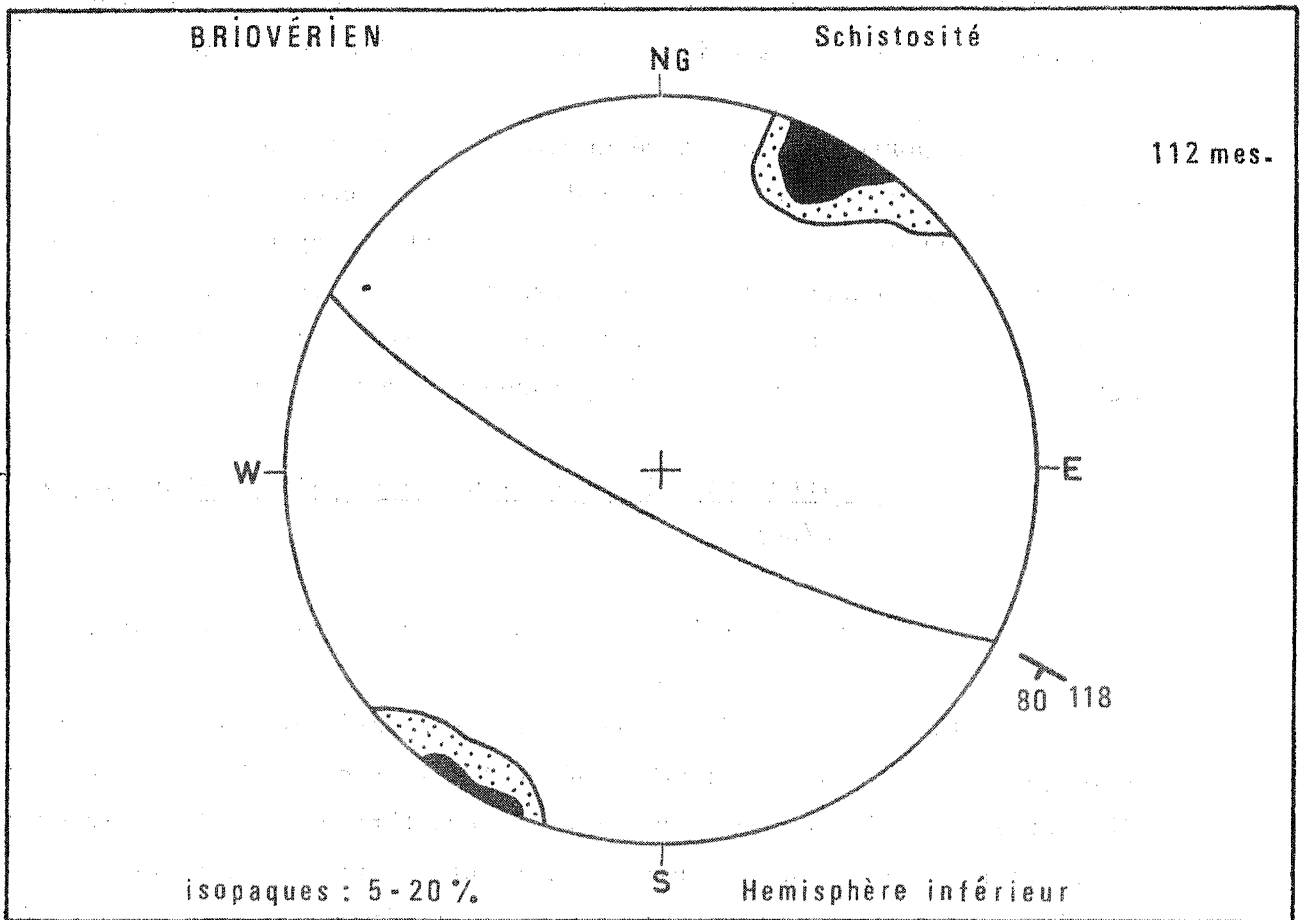 BRIOVÉRIEN
Schistosité
NG
112 mes.
W
E
80 118
S
isopaques : 5-20%
Hemisphère inférieur